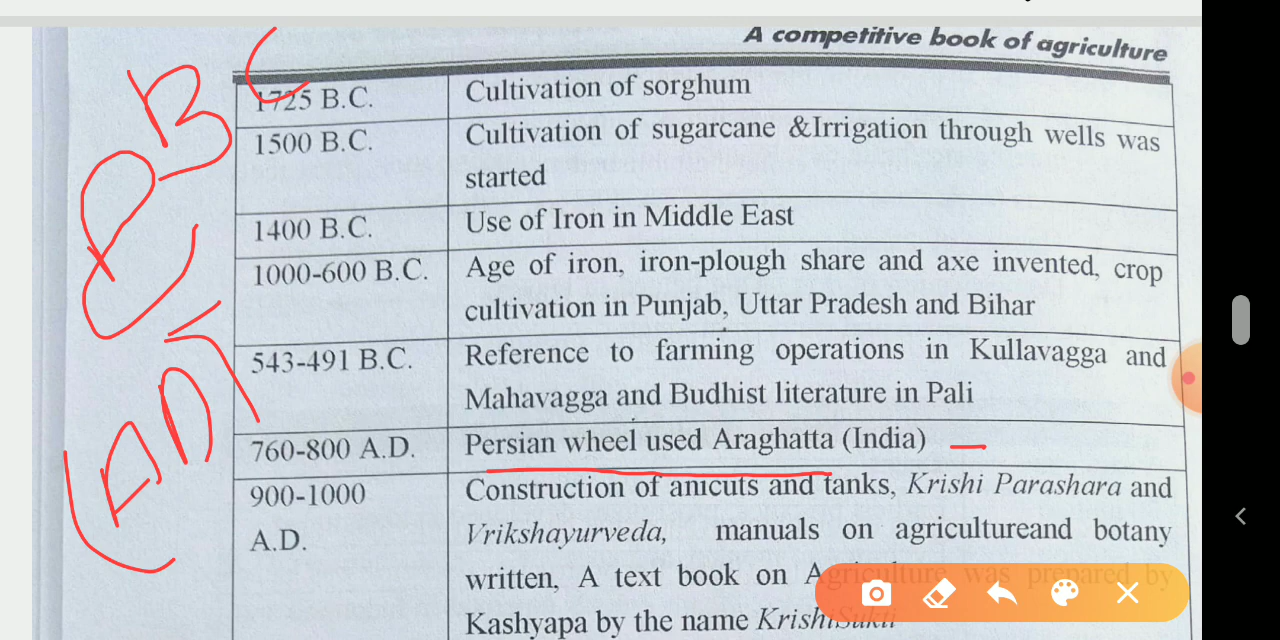 A competitive book of agriculture
1725 B.C. Cultivation of sorghum
1500 B.C. Cultivation of sugarcane &Irrigation through wells was
started
1400 B.C. Use of Iron in Middle East
1000-600 B.C. Age of iron, iron-plough share and axe invented, crop
cultivation in Punjab, Uttar Pradesh and Bihar
543-491 B.C. Reference to farming operations in Kullavagga and
Mahavagga and Budhist literature in Pali
760-800 A.D. Persian wheel used Araghatta (India)
900-1000 Construction of anicuts and tanks, Krishi Parashara and
A.D. Vrikshayurveda, manuals on agricultureand botany
written, A text book on Agriculture was prepared by
Kashyapa by the name KrishiSukti